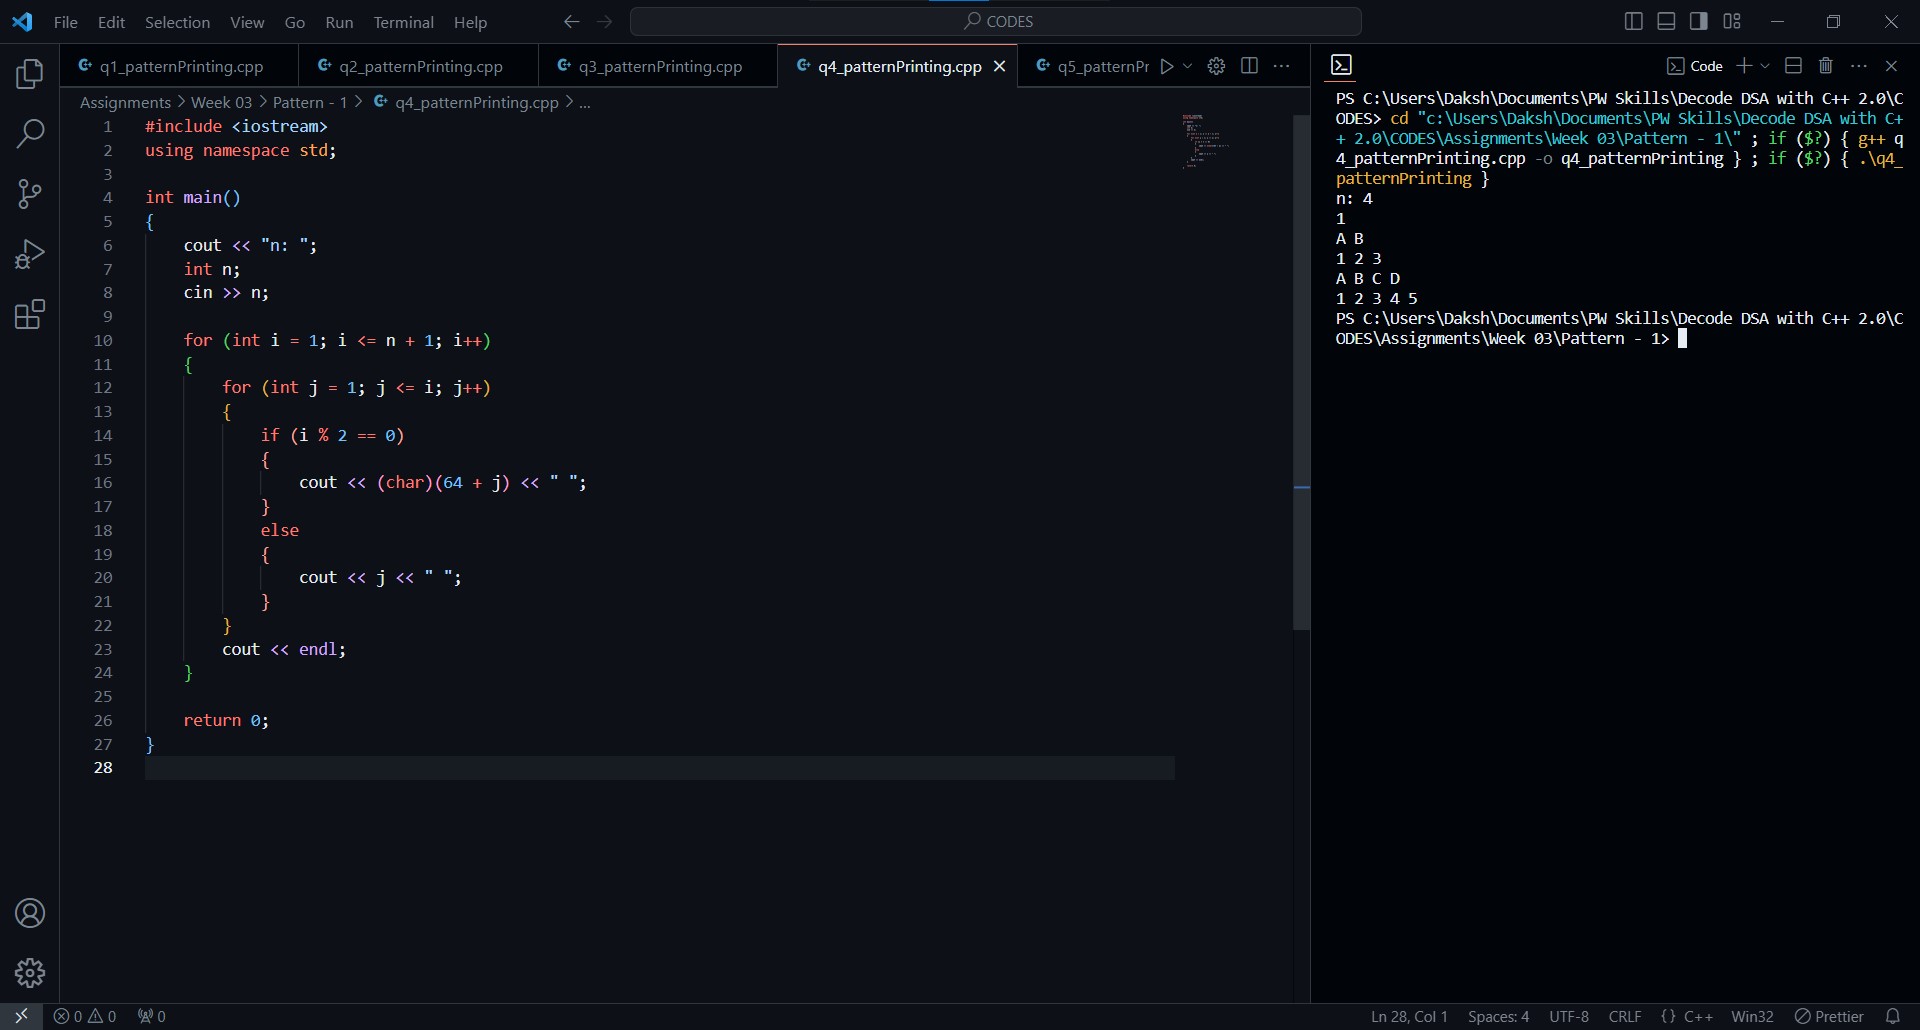 File Edit Selection View Go Run Terminal Help CODES
q1_patternPrinting.cpp q2_patternPrinting.cpp q3_patternPrinting.cpp q4_patternPrinting.cpp q5_patternPr
Assignments > Week 03 > Pattern - 1 > q4_patternPrinting.cpp > ...
1 #include <iostream>
2 using namespace std;
3
4 int main()
5 {
6 cout << "n: ";
7 int n;
8 cin >> n;
9
10 for (int i = 1; i <= n + 1; i++)
11 {
12 for (int j = 1; j <= i; j++)
13 {
14 if (i % 2 == 0)
15 {
16 cout << (char)(64 + j) << " ";
17 }
18 else
19 {
20 cout << j << " ";
21 }
22 }
23 cout << endl;
24 }
25
26 return 0;
27 }
28
Code
PS C:\Users\Daksh\Documents\PW Skills\Decode DSA with C++ 2.0\C
ODES> cd "c:\Users\Daksh\Documents\PW Skills\Decode DSA with C+
+ 2.0\CODES\Assignments\Week 03\Pattern - 1\" ; if ($?) { g++ q
4_patternPrinting.cpp -o q4_patternPrinting } ; if ($?) { .\q4_
patternPrinting }
n: 4
1
A B
1 2 3
A B C D
1 2 3 4 5
PS C:\Users\Daksh\Documents\PW Skills\Decode DSA with C++ 2.0\C
ODES\Assignments\Week 03\Pattern - 1>
0 0 0 Ln 28, Col 1 Spaces: 4 UTF-8 CRLF {} C++ Win32 Prettier